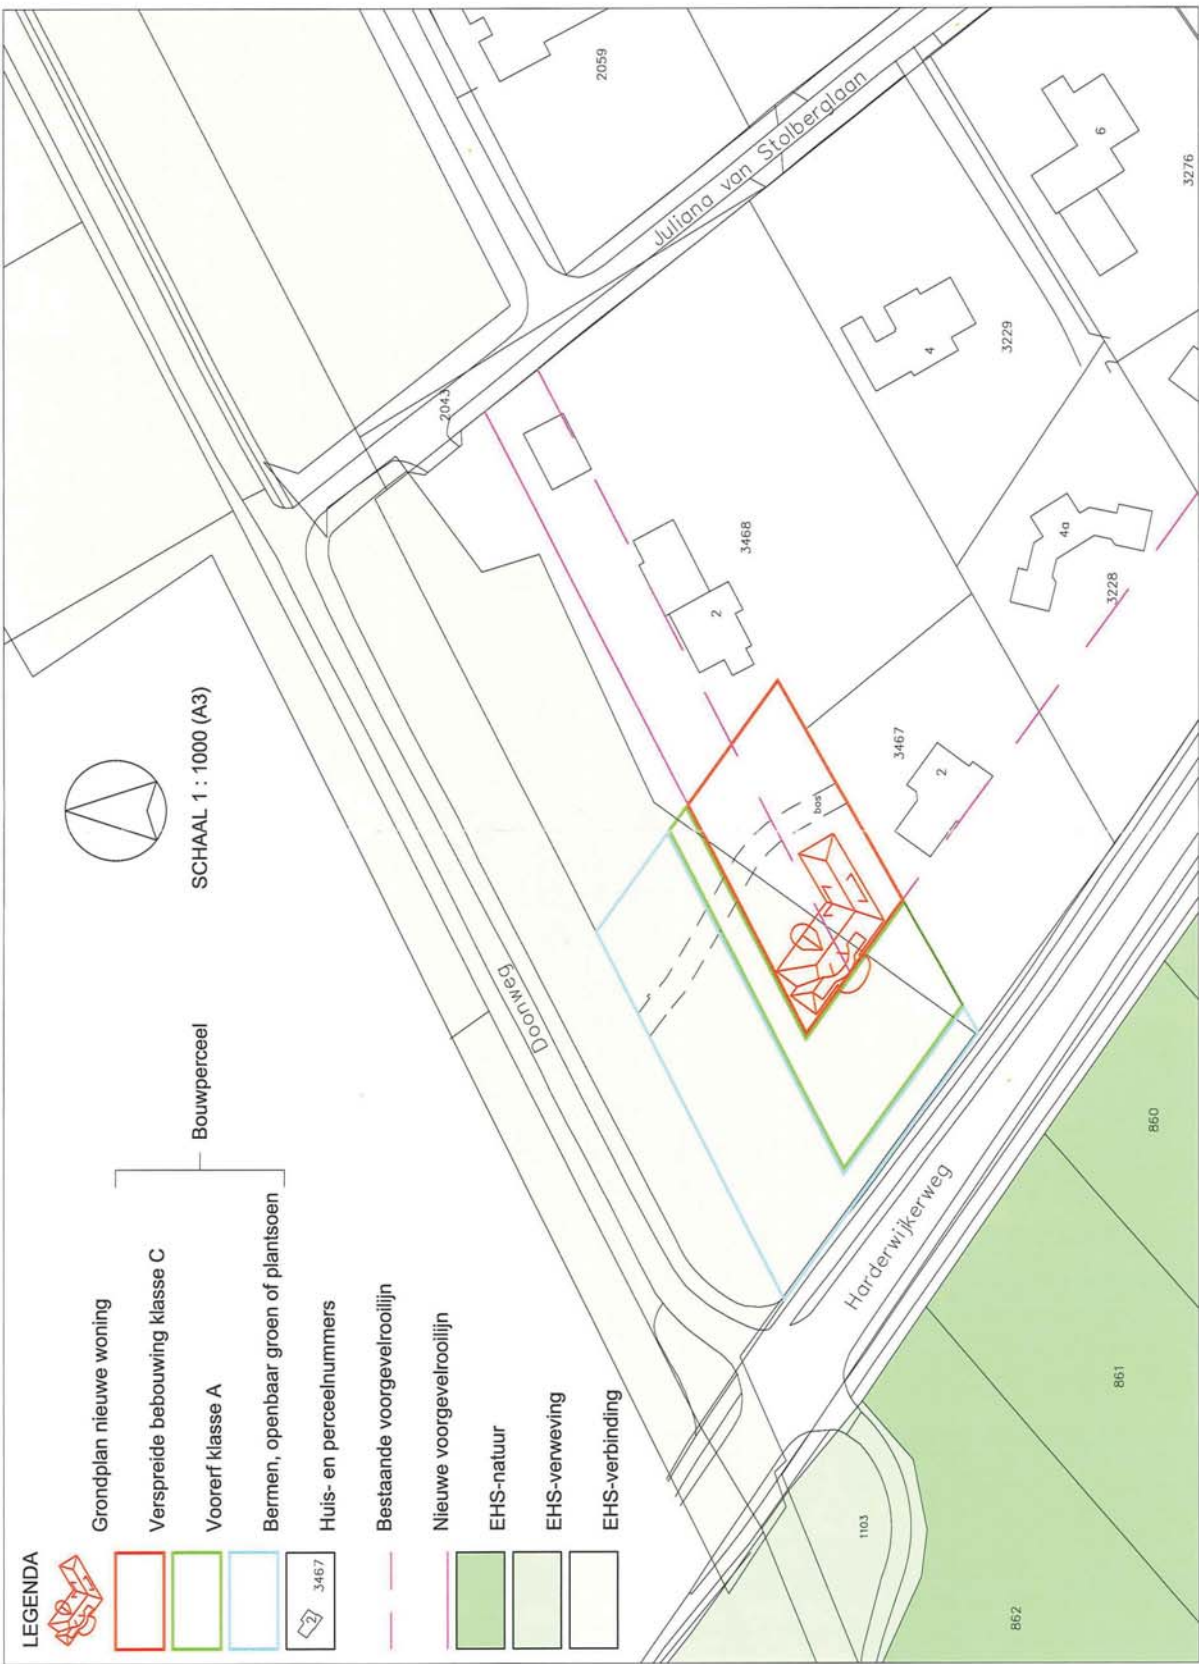 LEGENDA
Grondplan nieuwe woning
Verspreide bebouwing klasse C
Voorerf klasse A
Bermen, openbaar groen of plantsoen
Bouwperceel
2 3467
Huis- en perceelnummers
Bestaande voorgevelrooilijn
Nieuwe voorgevelrooilijn
EHS-natuur
EHS-verweving
EHS-verbinding
SCHAAL 1 : 1000 (A3)
Doonweg
Harderwijkerweg
Juliana van Stolberglaan
2059
2043
3468
2
bos
3467
2
4
3229
6
3276
4a
3228
1103
862
861
860